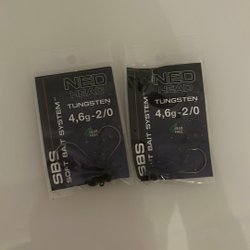 NED
HEAD
TUNGSTEN
4,6g-2/0
SBS
SOFT BAIT SYSTEM
NED
HEAD
TUNGSTEN
4,6g-2/0
SBS
SOFT BAIT SYSTEM